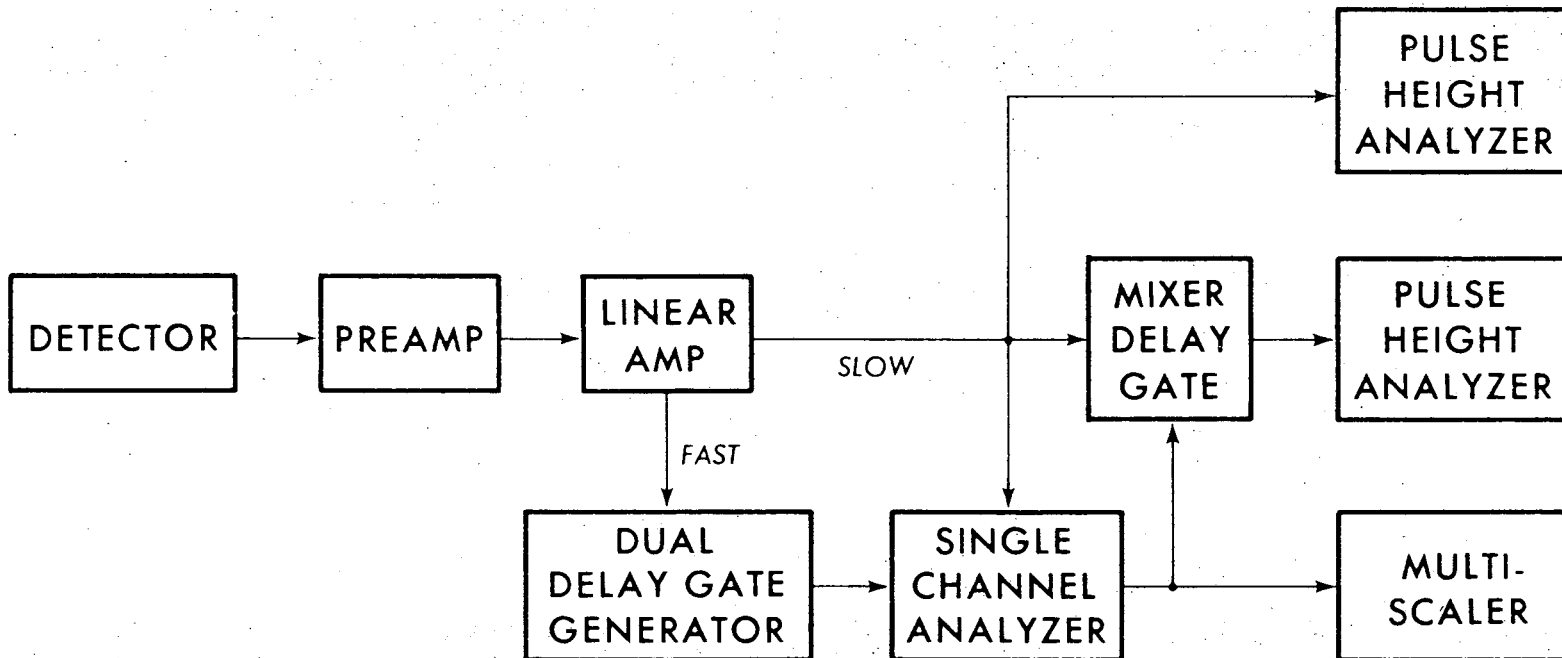 PULSE
HEIGHT
ANALYZER
DETECTOR
PREAMP
LINEAR
AMP
SLOW
MIXER
DELAY
GATE
PULSE
HEIGHT
ANALYZER
FAST
DUAL
DELAY GATE
GENERATOR
SINGLE
CHANNEL
ANALYZER
MULTI-
SCALER